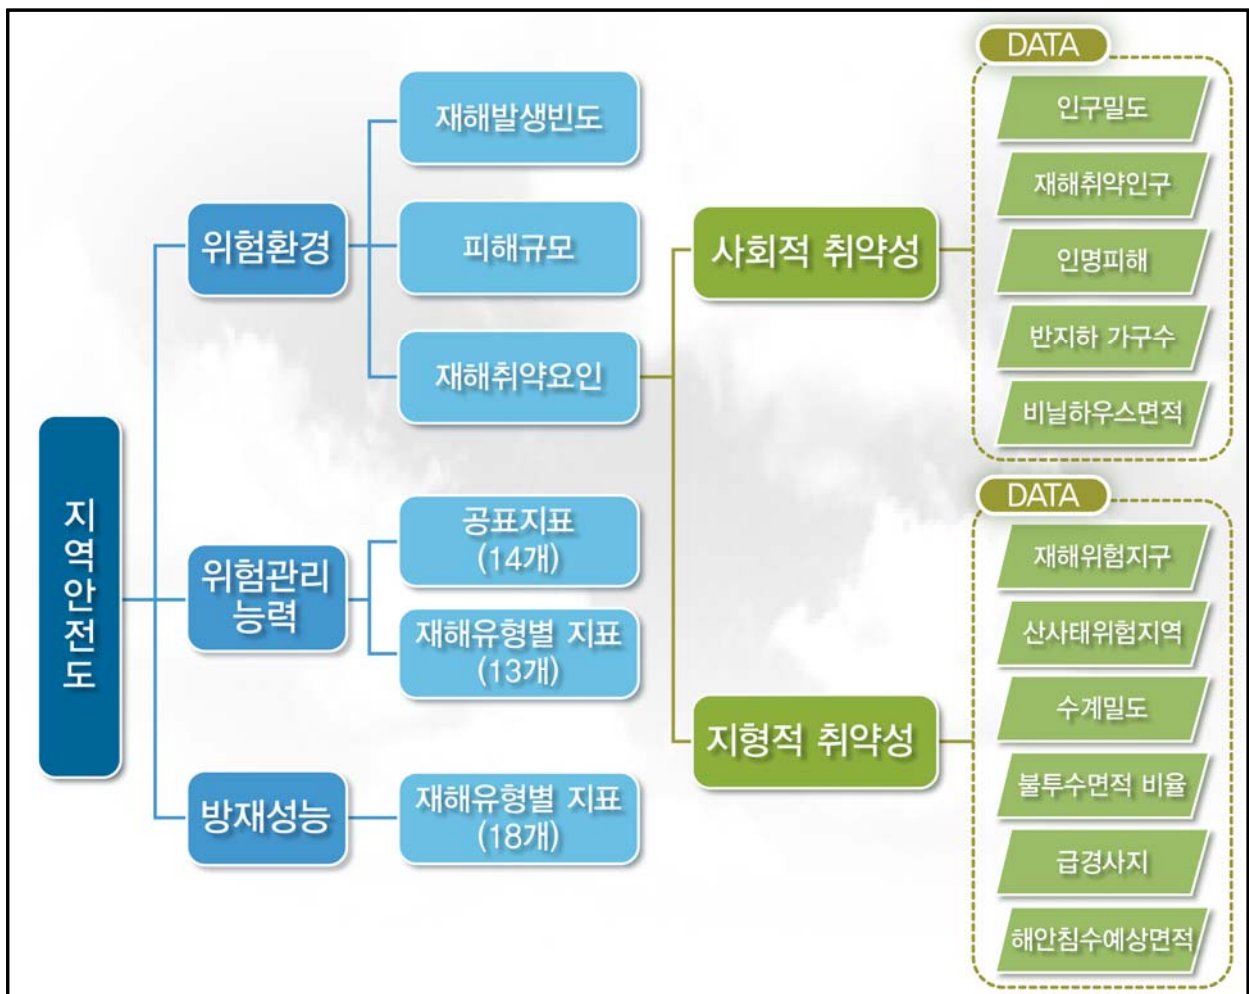 지역안전도
위험환경
재해발생빈도
피해규모
재해취약요인
위험관리
능력
공표지표
(14개)
재해유형별 지표
(13개)
방재성능
재해유형별 지표
(18개)
사회적 취약성
DATA
인구밀도
재해취약인구
인명피해
반지하 가구수
비닐하우스면적
지형적 취약성
DATA
재해위험지구
산사태위험지역
수계밀도
불투수면적 비율
급경사지
해안침수예상면적